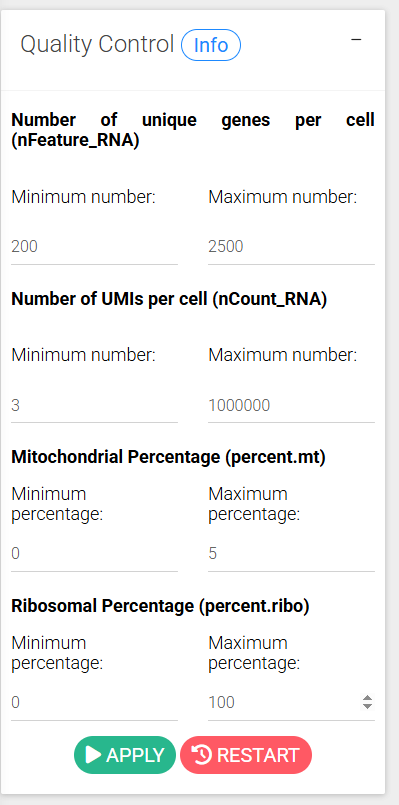 Quality Control Info −
Number of unique genes per cell
(nFeature_RNA)
Minimum number: Maximum number:
200 2500
Number of UMIs per cell (nCount_RNA)
Minimum number: Maximum number:
3 1000000
Mitochondrial Percentage (percent.mt)
Minimum Maximum
percentage: percentage:
0 5
Ribosomal Percentage (percent.ribo)
Minimum Maximum
percentage: percentage:
0 100
APPLY RESTART